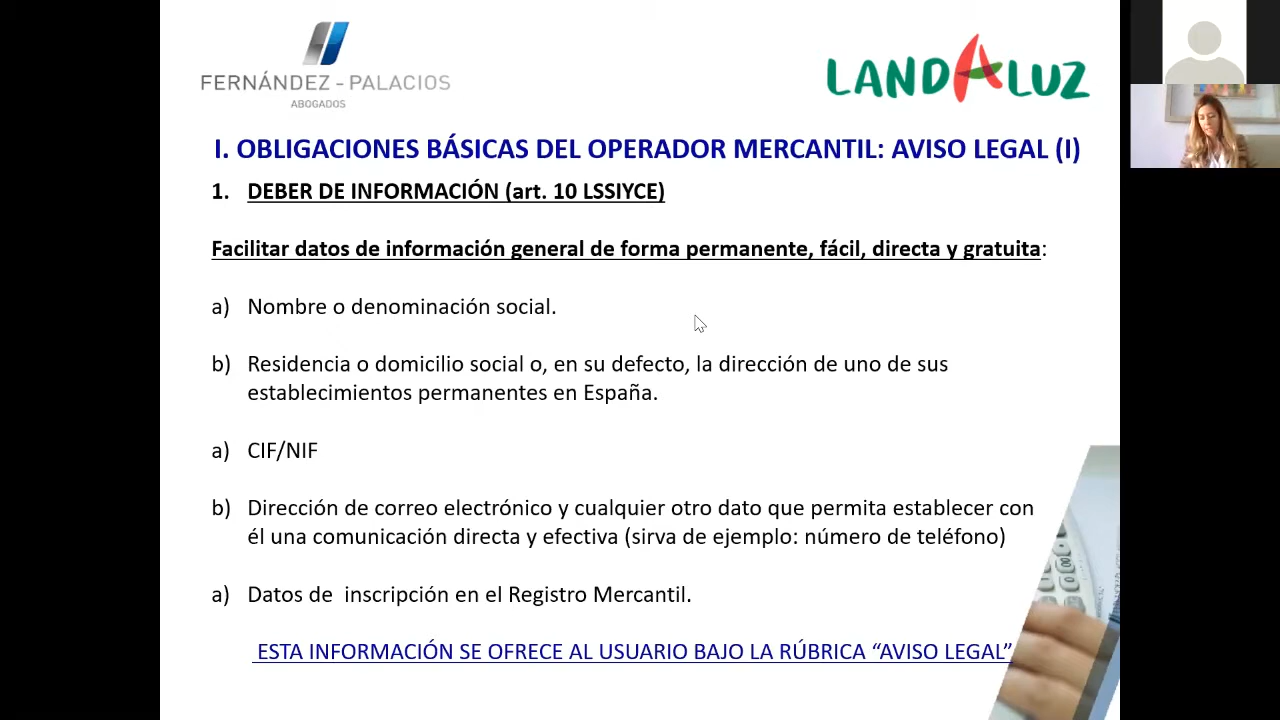 FERNÁNDEZ - PALACIOS
ABOGADOS
LANDALUZ
I. OBLIGACIONES BÁSICAS DEL OPERADOR MERCANTIL: AVISO LEGAL (I)
1. DEBER DE INFORMACIÓN (art. 10 LSSIYCE)
Facilitar datos de información general de forma permanente, fácil, directa y gratuita:
a) Nombre o denominación social.
b) Residencia o domicilio social o, en su defecto, la dirección de uno de sus
establecimientos permanentes en España.
a) CIF/NIF
b) Dirección de correo electrónico y cualquier otro dato que permita establecer con
él una comunicación directa y efectiva (sirva de ejemplo: número de teléfono)
a) Datos de inscripción en el Registro Mercantil.
ESTA INFORMACIÓN SE OFRECE AL USUARIO BAJO LA RÚBRICA “AVISO LEGAL”